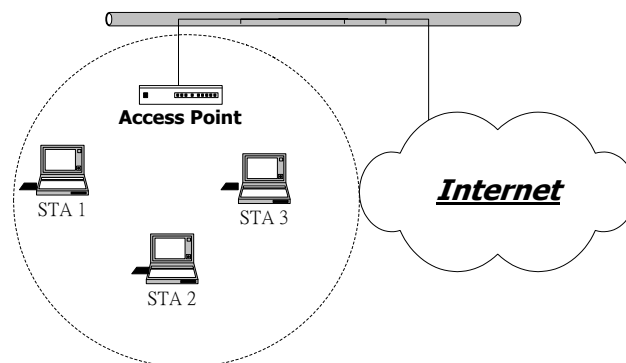 Access Point
STA 1
STA 3
Internet
STA 2